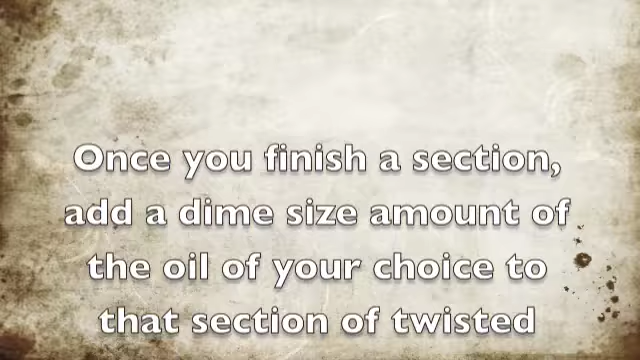 Once you finish a section,
add a dime size amount of
the oil of your choice to
that section of twisted